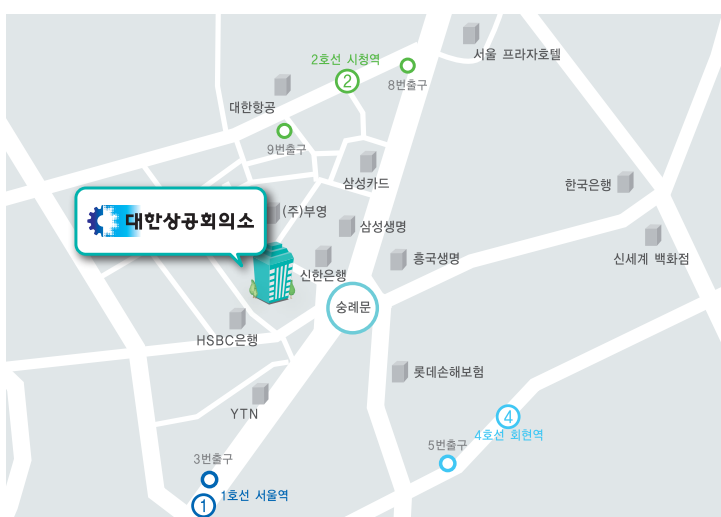 서울 프라자호텔
2호선 시청역
2
8번출구
대한항공
9번출구
삼성카드
한국은행
(주)부영
대한상공회의소
삼성생명
신세계 백화점
흥국생명
신한은행
숭례문
HSBC은행
롯데손해보험
YTN
4
4호선 회현역
5번출구
3번출구
1호선 서울역
1